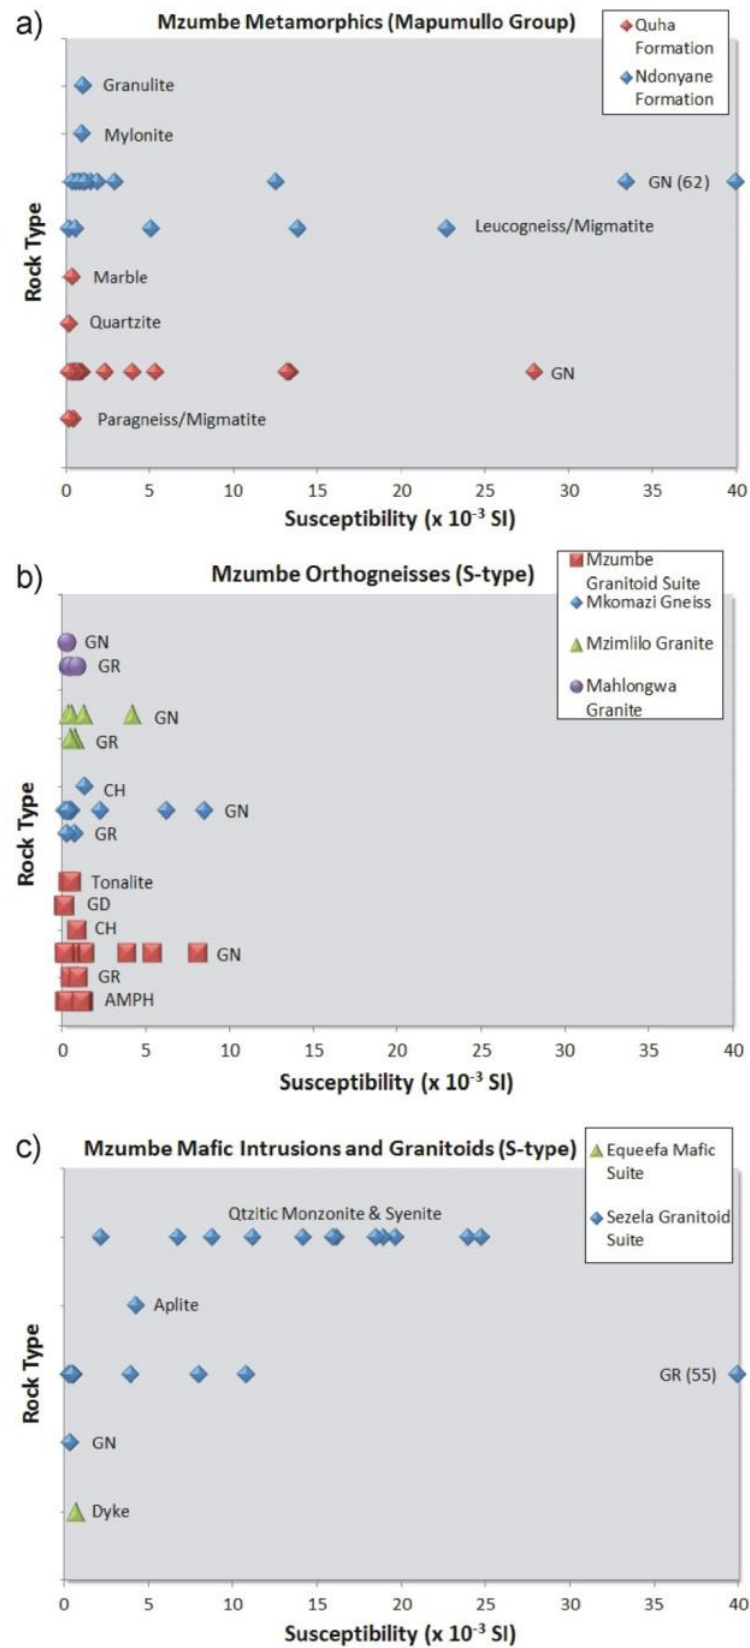 a)
Mzumbe Metamorphics (Mapumullo Group)
Quha
Formation
Ndonyane
Formation
Granulite
Mylonite
GN (62)
Leucogneiss/Migmatite
Marble
Quartzite
GN
Paragneiss/Migmatite
Rock Type
0 5 10 15 20 25 30 35 40
Susceptibility (x 10⁻³ SI)
b)
Mzumbe Orthogneisses (S-type)
Mzumbe
Granitoid Suite
Mkomazi Gneiss
Mzimlilo Granite
Mahlongwa
Granite
GN
GR
GN
GR
CH
GN
GR
Tonalite
GD
CH
GN
GR
AMPH
Rock Type
0 5 10 15 20 25 30 35 40
Susceptibility (x 10⁻³ SI)
c)
Mzumbe Mafic Intrusions and Granitoids (S-type)
Equeefa Mafic
Suite
Sezela Granitoid
Suite
Qtzitic Monzonite & Syenite
Aplite
GR (55)
GN
Dyke
Rock Type
0 5 10 15 20 25 30 35 40
Susceptibility (x 10⁻³ SI)